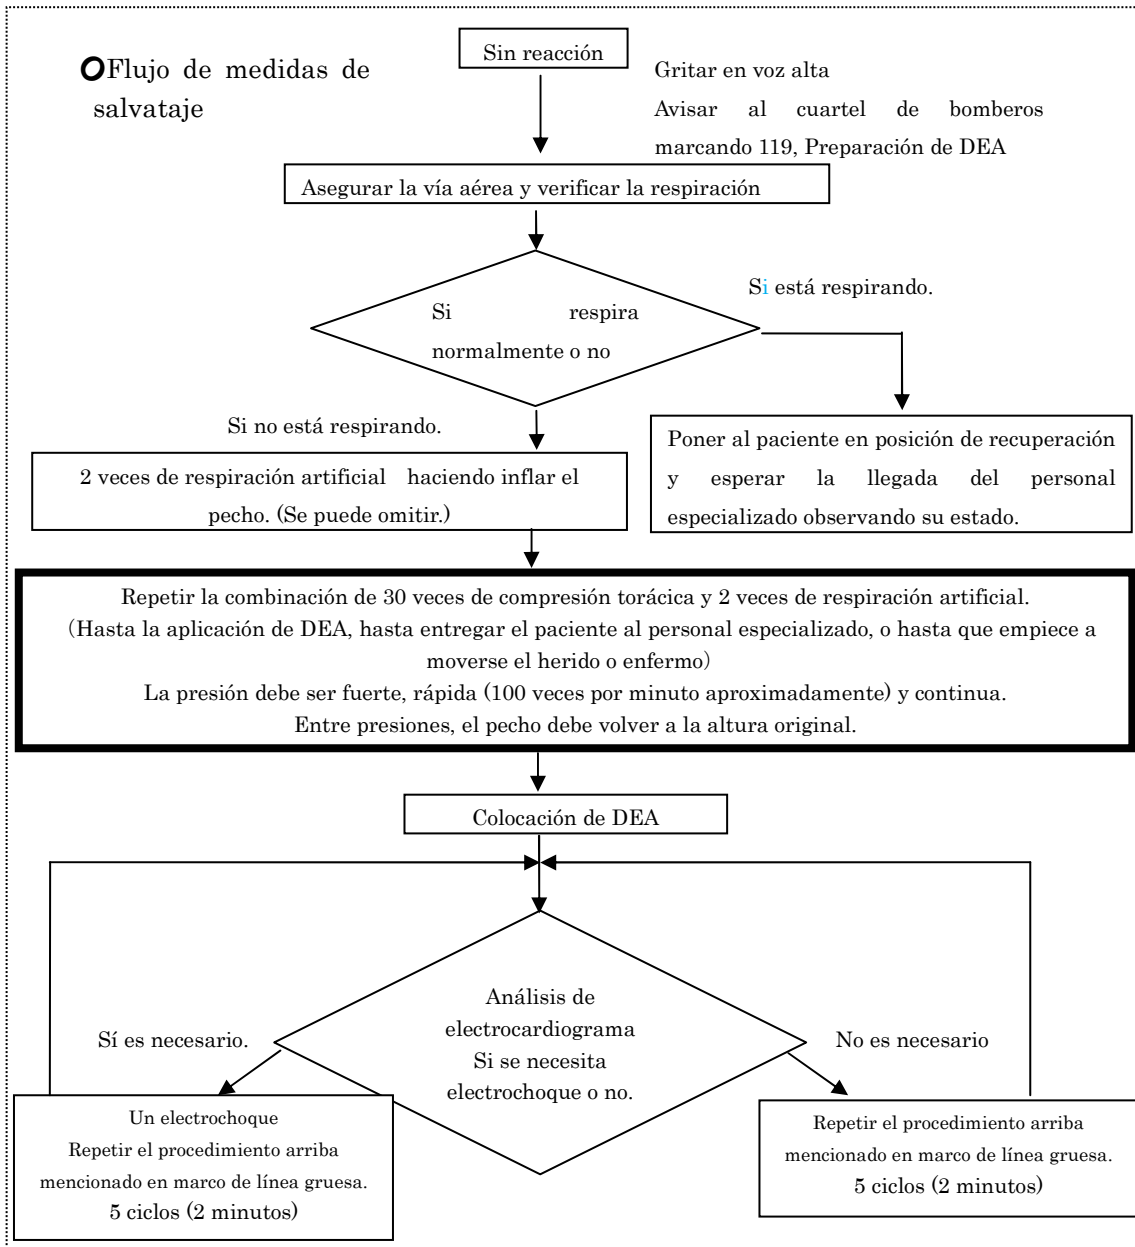 OFlujo de medidas de
salvataje
Sin reacción
Gritar en voz alta
Avisar al cuartel de bomberos
marcando 119, Preparación de DEA
Asegurar la vía aérea y verificar la respiración
Si respira
normalmente o no
Si está respirando.
Si no está respirando.
Poner al paciente en posición de recuperación
y esperar la llegada del personal
especializado observando su estado.
2 veces de respiración artificial haciendo inflar el
pecho. (Se puede omitir.)
Repetir la combinación de 30 veces de compresión torácica y 2 veces de respiración artificial.
(Hasta la aplicación de DEA, hasta entregar el paciente al personal especializado, o hasta que empiece a
moverse el herido o enfermo)
La presión debe ser fuerte, rápida (100 veces por minuto aproximadamente) y continua.
Entre presiones, el pecho debe volver a la altura original.
Colocación de DEA
Análisis de
electrocardiograma
Si se necesita
electrochoque o no.
Sí es necesario.
No es necesario
Un electrochoque
Repetir el procedimiento arriba
mencionado en marco de línea gruesa.
5 ciclos (2 minutos)
Repetir el procedimiento arriba
mencionado en marco de línea gruesa.
5 ciclos (2 minutos)